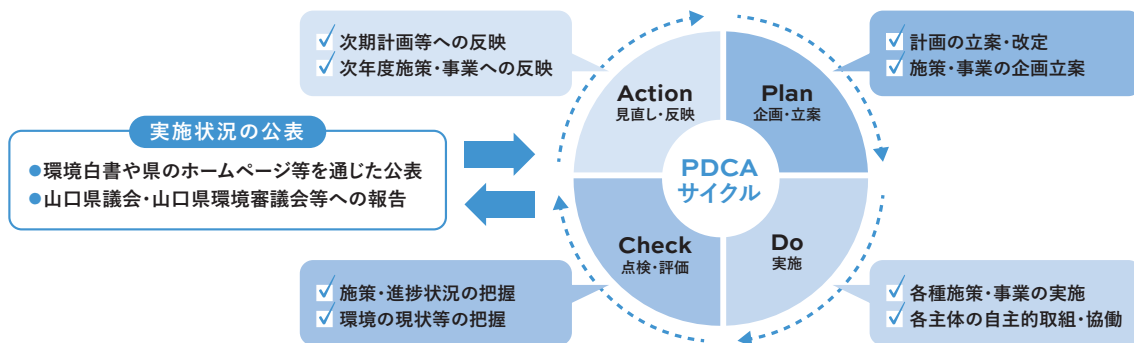 ✓次期計画等への反映
✓次年度施策・事業への反映
✓計画の立案・改定
✓施策・事業の企画立案
Action
見直し・反映
Plan
企画・立案
実施状況の公表
●環境白書や県のホームページ等を通じた公表
●山口県議会・山口県環境審議会等への報告
PDCA
サイクル
Check
点検・評価
Do
実施
✓施策・進捗状況の把握
✓環境の現状等の把握
✓各種施策・事業の実施
✓各主体の自主的取組・協働